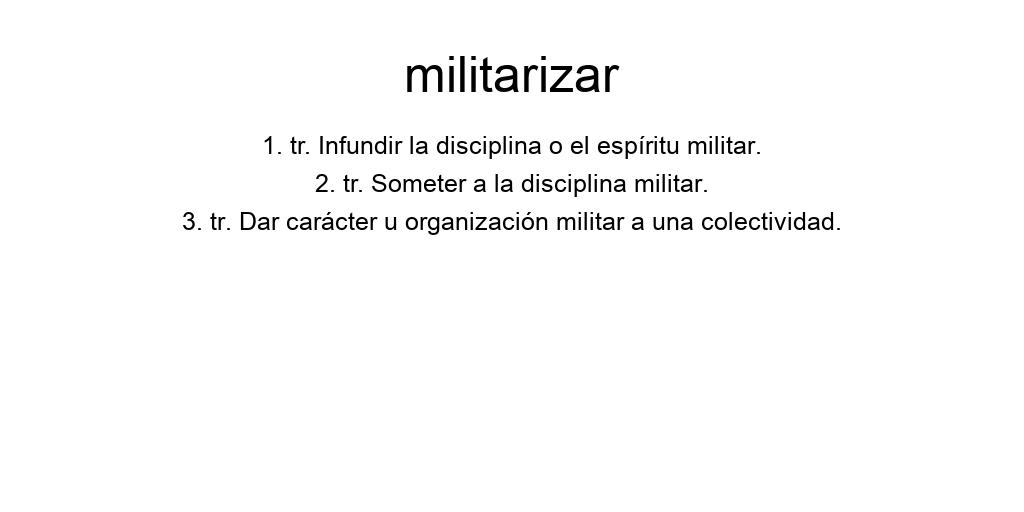 militarizar
1. tr. Infundir la disciplina o el espíritu militar.
2. tr. Someter a la disciplina militar.
3. tr. Dar carácter u organización militar a una colectividad.